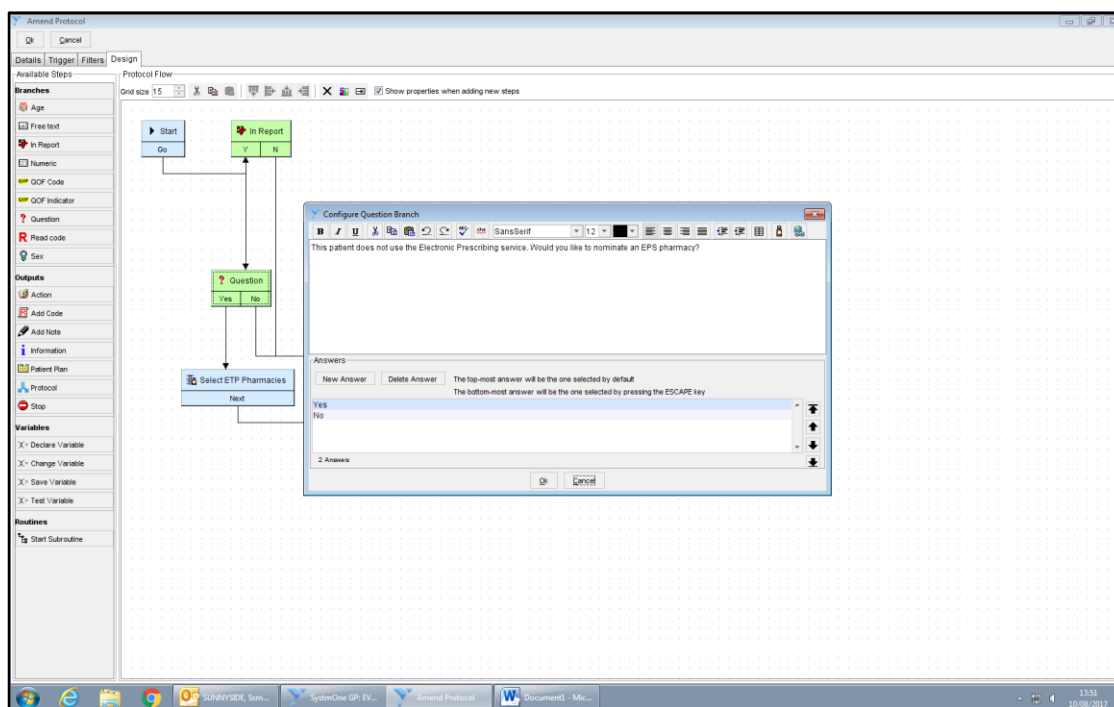 Amend Protocol
Ok Cancel
Details Trigger Filters Design
Available Steps
Branches
Age
Free text
In Report
Numeric
QOF QOF Code
QOF QOF Indicator
? Question
R Read code
Sex
Outputs
Action
Add Code
Add Note
Information
Patient Plan
Protocol
Stop
Variables
X= Declare Variable
X= Change Variable
X= Save Variable
X= Test Variable
Routines
Start Subroutine
Protocol Flow
Grid size 15 Show properties when adding new steps
Start
Go
In Report
Y N
? Question
Yes No
Select ETP Pharmacies
Next
Configure Question Branch
B I U abc SansSerif 12
This patient does not use the Electronic Prescribing service. Would you like to nominate an EPS pharmacy?
Answers
New Answer Delete Answer The top-most answer will be the one selected by default
The bottom-most answer will be the one selected by pressing the ESCAPE key
Yes
No
2 Answers
Ok Cancel
SUNNYSIDE, Ssm... SystmOne GP: EV... Amend Protocol Document1 - Mic...
13:51
10/08/2017